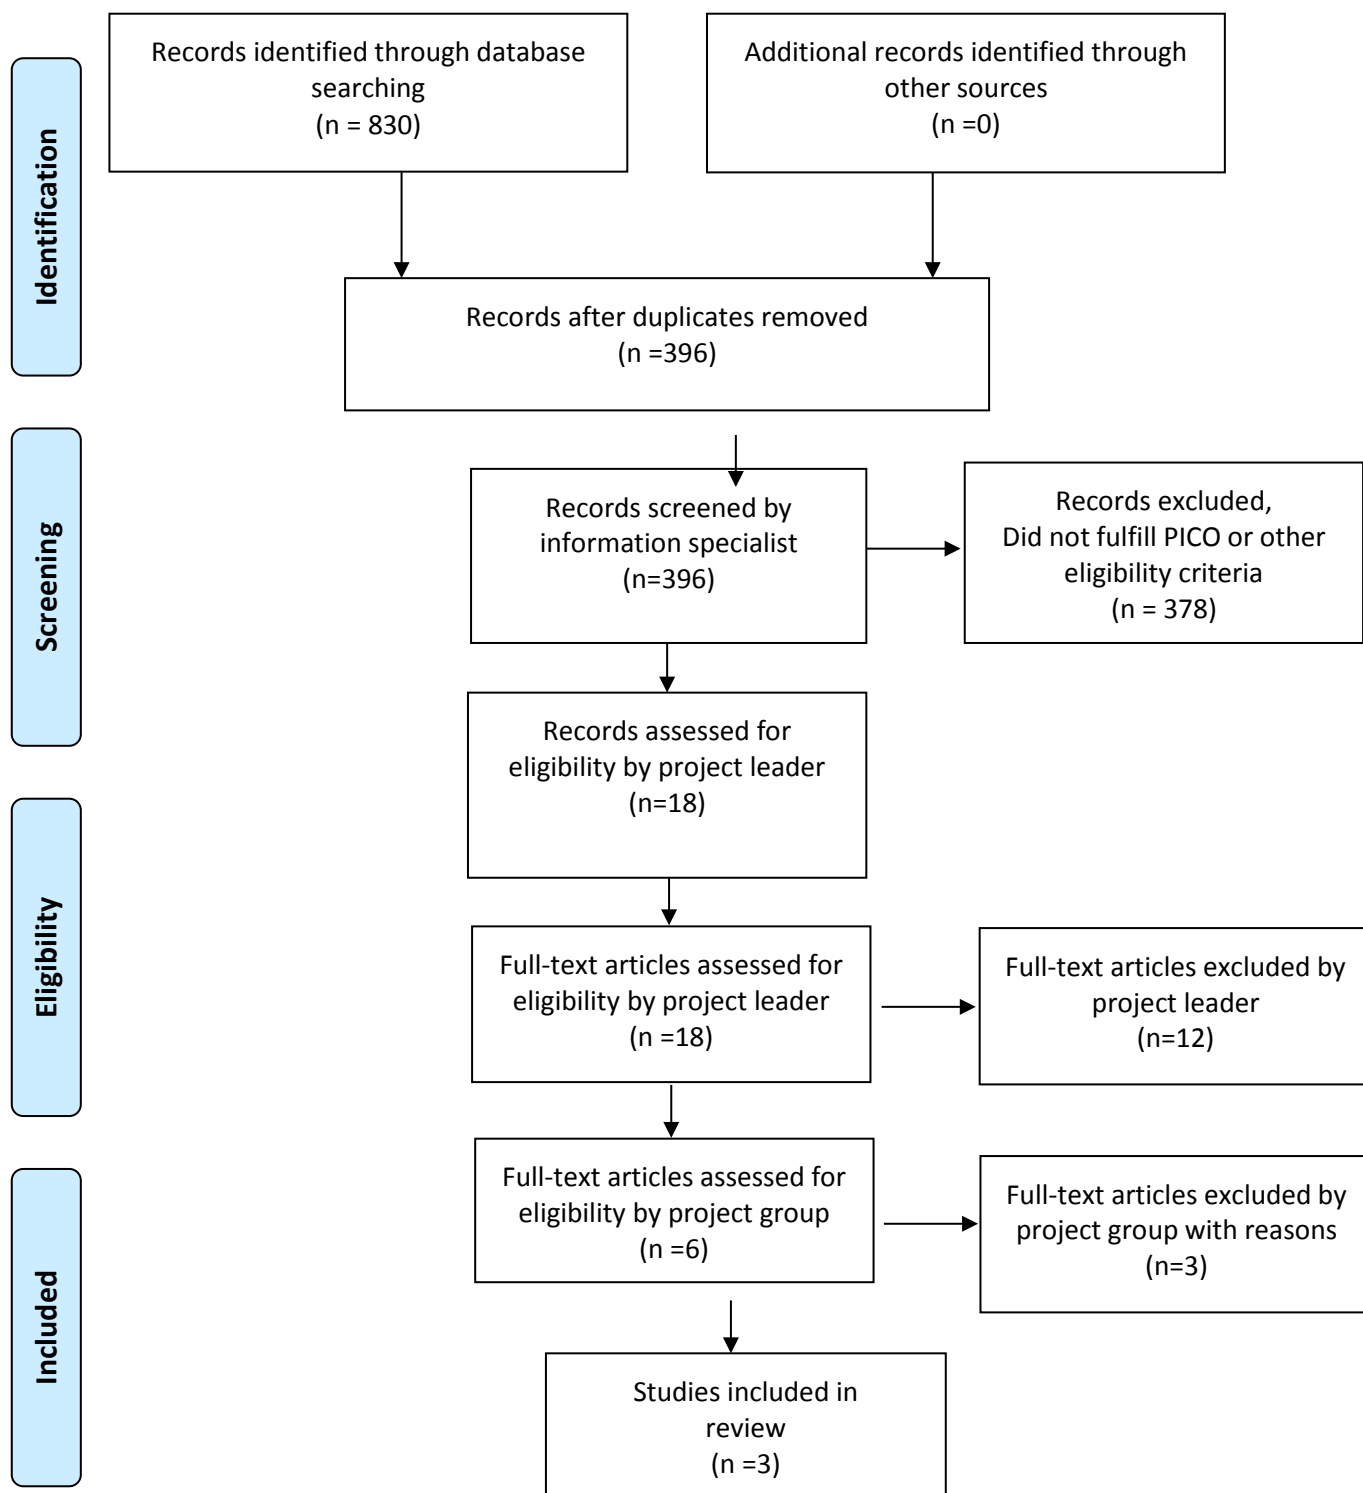 Identification
Records identified through database
searching
(n = 830)
Additional records identified through
other sources
(n =0)
Records after duplicates removed
(n =396)
Screening
Records screened by
information specialist
(n=396)
Records excluded,
Did not fulfill PICO or other
eligibility criteria
(n = 378)
Records assessed for
eligibility by project leader
(n=18)
Eligibility
Full-text articles assessed for
eligibility by project leader
(n =18)
Full-text articles excluded by
project leader
(n=12)
Full-text articles assessed for
eligibility by project group
(n =6)
Full-text articles excluded by
project group with reasons
(n=3)
Included
Studies included in
review
(n =3)